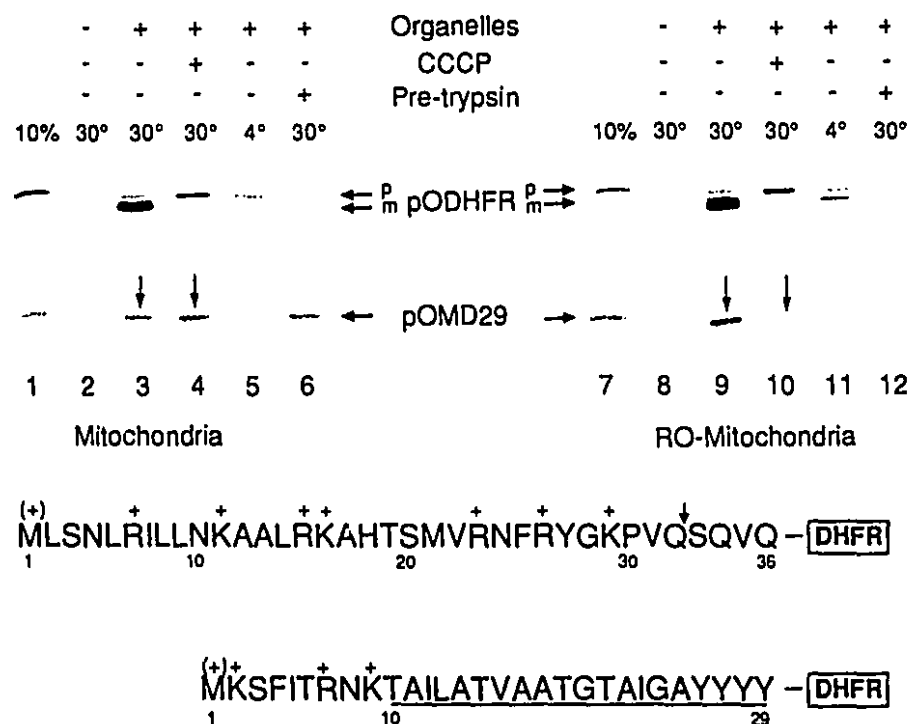 - + + + + Organelles - + + + +
- - + - - CCCP - - + - -
- - - - + Pre-trypsin - - - - +
10% 30° 30° 30° 4° 30° 10% 30° 30° 30° 4° 30°
p p
m pODHFR m
pOMD29
1 2 3 4 5 6 7 8 9 10 11 12
Mitochondria RO-Mitochondria
(+) + + + + + + +
MLSNLRILLNKAALRKAHTSMVRNFRYGKPVQSQVQ – DHFR
1 10 20 30 36
(+) + + +
MKSFITRNKTAILATVAATGTAIGAYYYY – DHFR
1 10 29